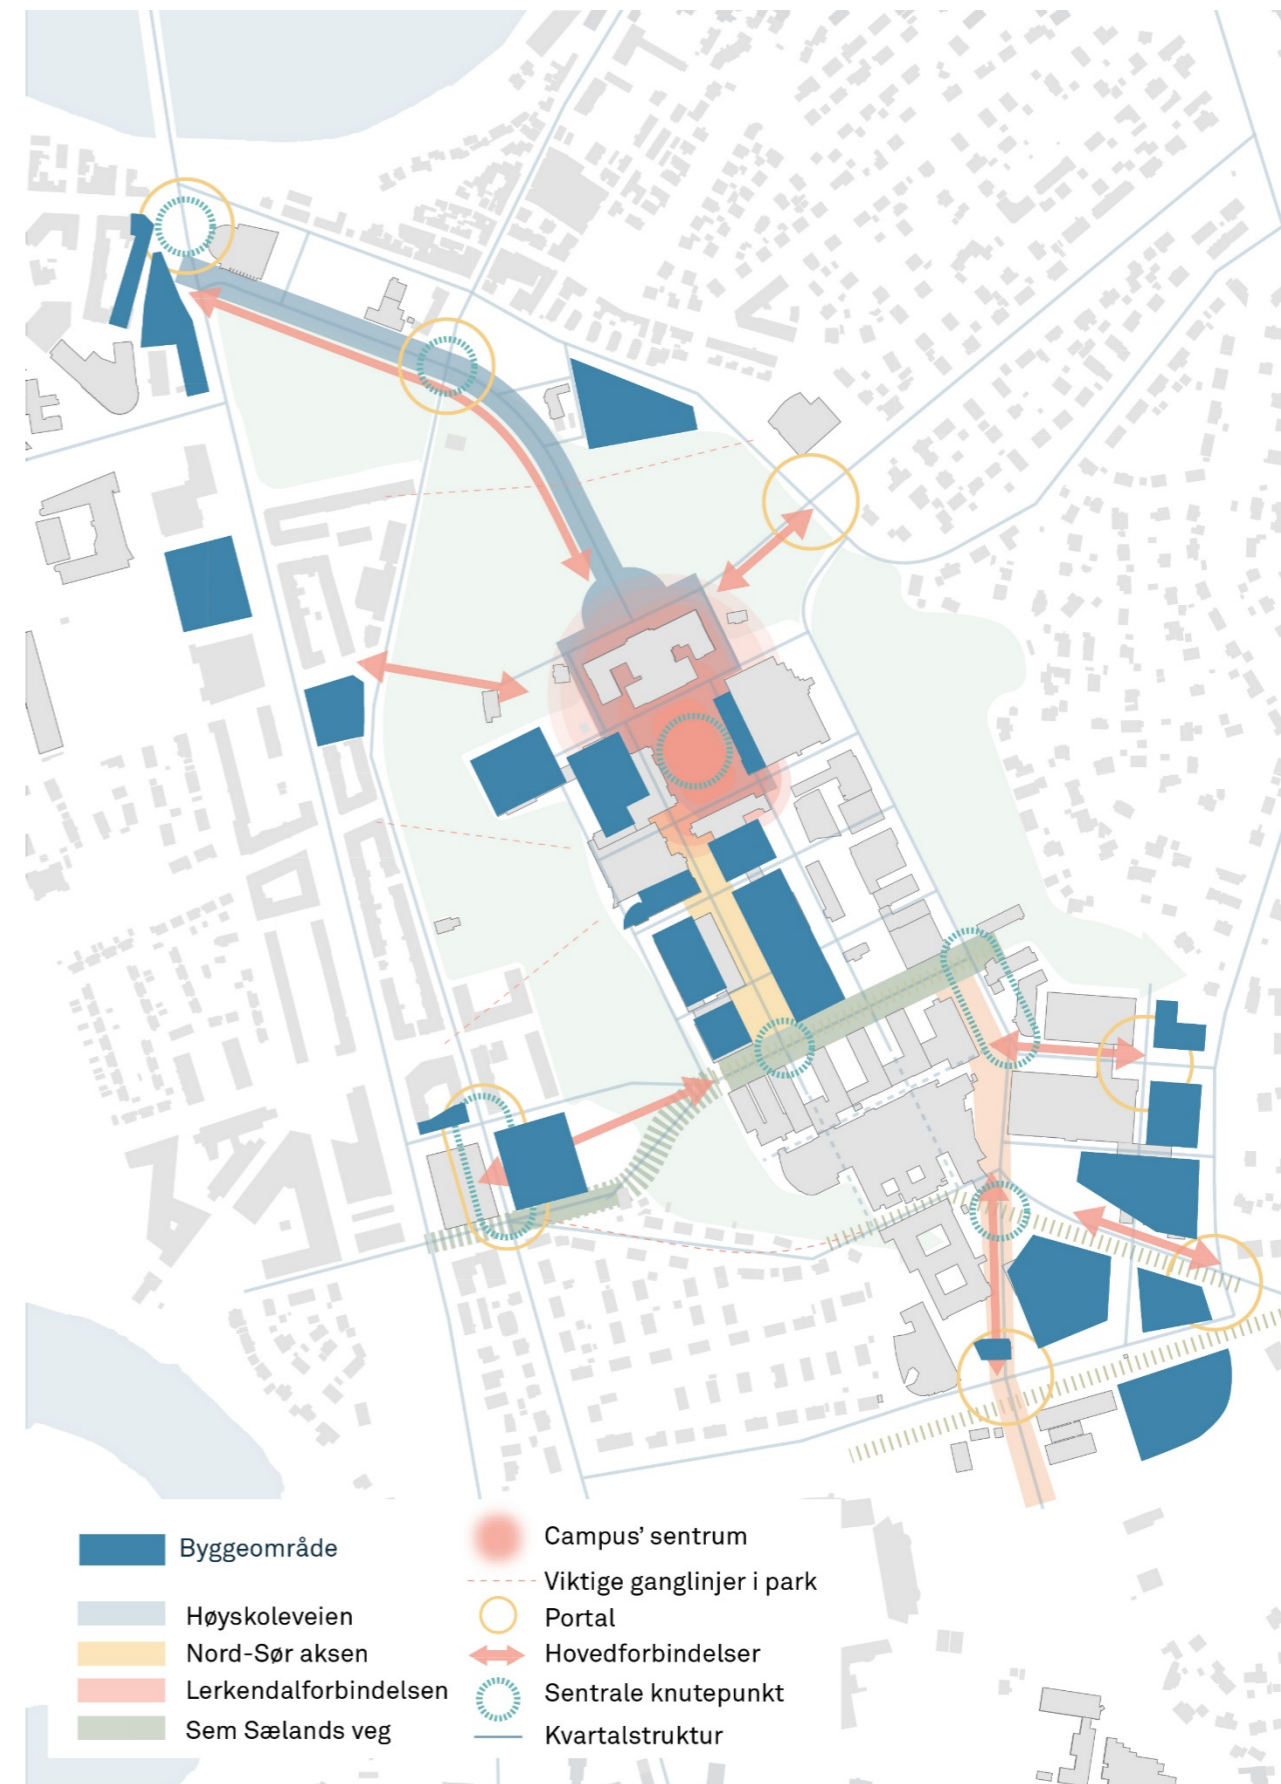 Byggeområde
Høyskoleveien
Nord-Sør aksen
Lerkendalforbindelsen
Sem Sælands veg
Campus’ sentrum
Viktige ganglinjer i park
Portal
Hovedforbindelser
Sentrale knutepunkt
Kvartalstruktur